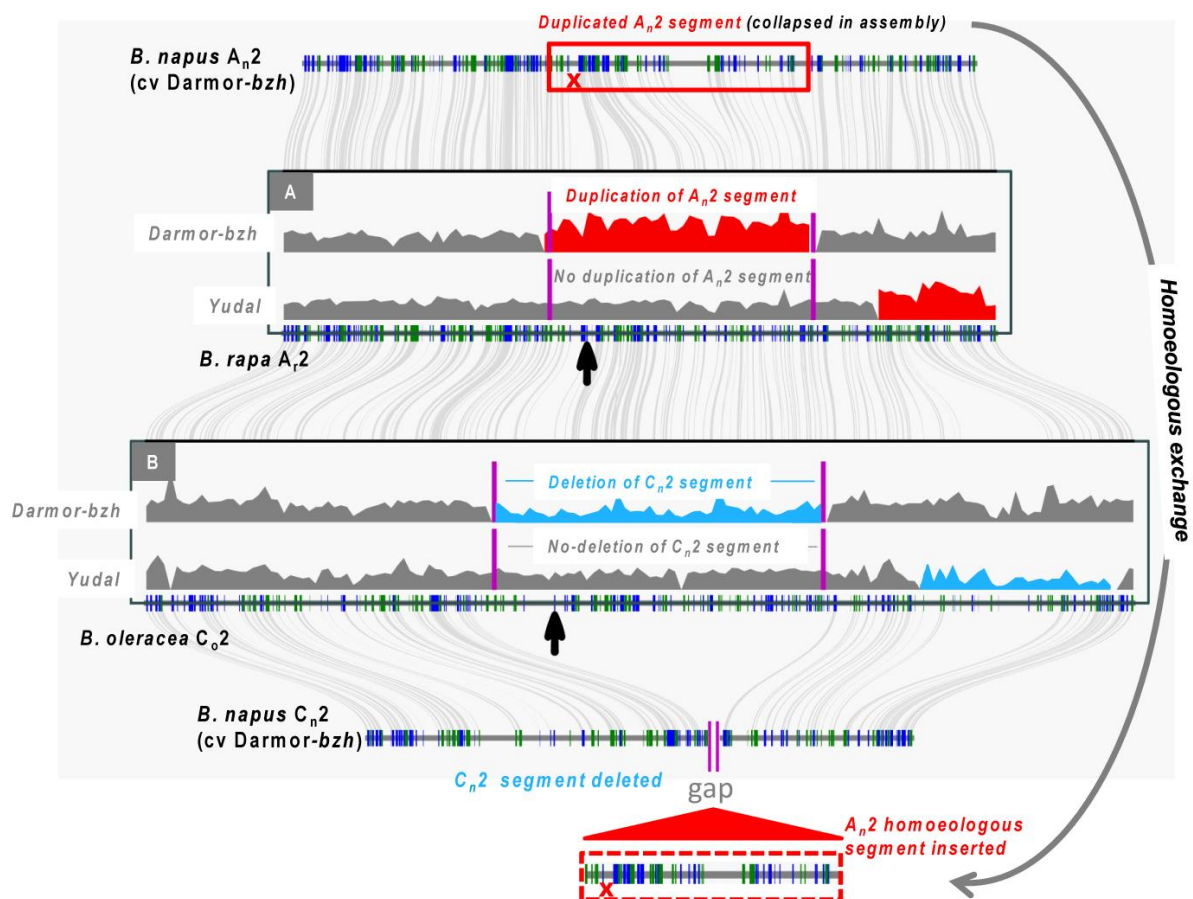 Duplicated An2 segment (collapsed in assembly)
B. napus An2
(cv Darmor-bzh)
x
A
Duplication of An2 segment
Darmor-bzh
No duplication of An2 segment
Yudal
B. rapa Ar2
Homoeologous exchange
B
Deletion of Cn2 segment
Darmor-bzh
No-deletion of Cn2 segment
Yudal
B. oleracea Co2
B. napus Cn2
(cv Darmor-bzh)
Cn2 segment deleted
gap
An2 homoeologous
segment inserted
x